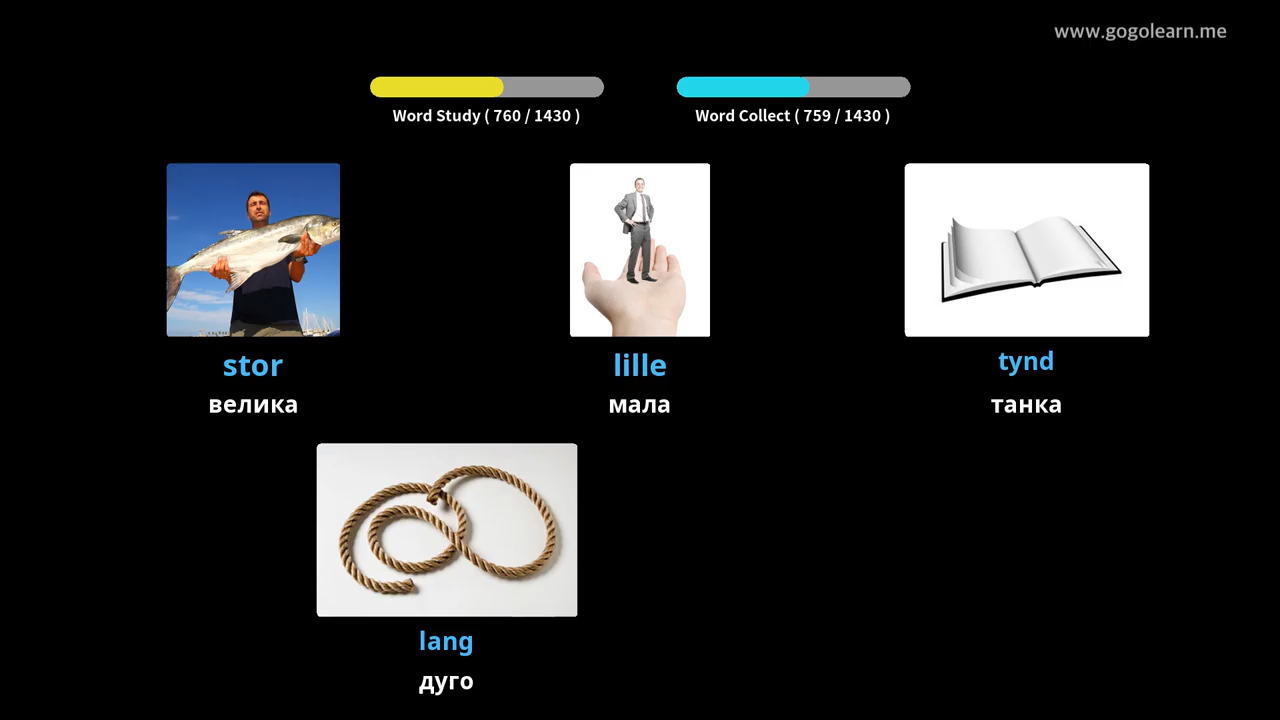 www.gogolearn.me
Word Study ( 760 / 1430 )
Word Collect ( 759 / 1430 )
stor
велика
lille
мала
tynd
танка
lang
дуго